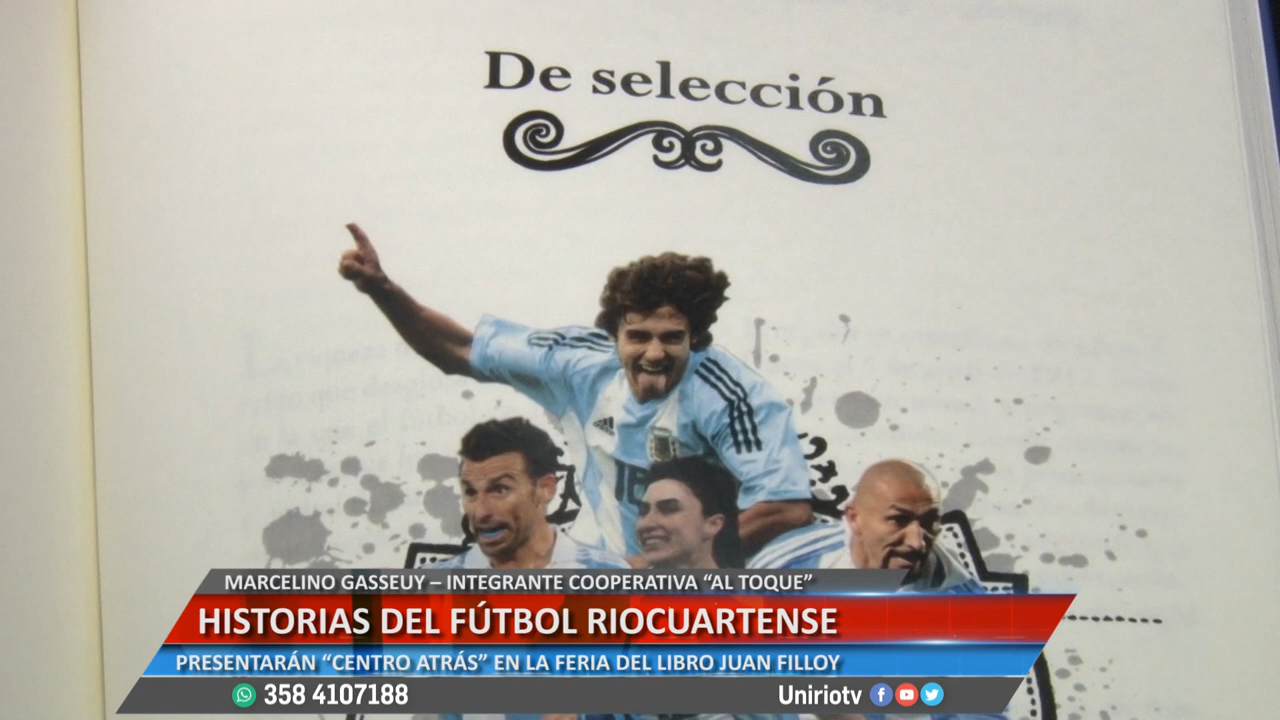 De selección
18
MARCELINO GASSEUY – INTEGRANTE COOPERATIVA “AL TOQUE”
HISTORIAS DEL FÚTBOL RIOCUARTENSE
PRESENTARÁN “CENTRO ATRÁS” EN LA FERIA DEL LIBRO JUAN FILLOY
358 4107188
Uniriotv